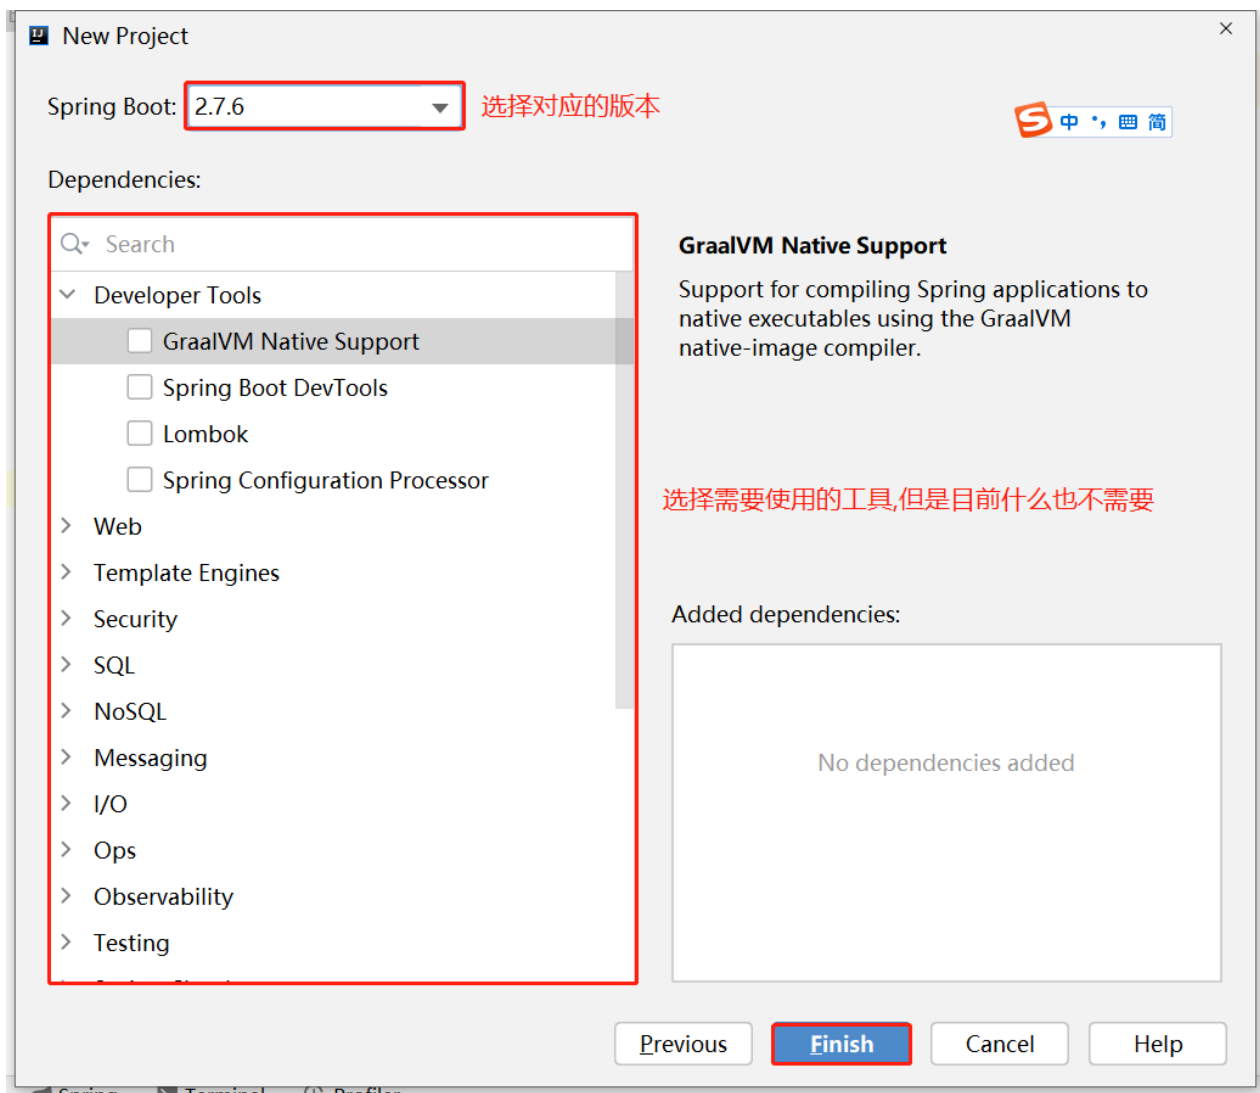 New Project
Spring Boot: 2.7.6 选择对应的版本
中 •, 简
Dependencies:
Search
Developer Tools
GraalVM Native Support
Spring Boot DevTools
Lombok
Spring Configuration Processor
Web
Template Engines
Security
SQL
NoSQL
Messaging
I/O
Ops
Observability
Testing
GraalVM Native Support
Support for compiling Spring applications to
native executables using the GraalVM
native-image compiler.
选择需要使用的工具,但是目前什么也不需要
Added dependencies:
No dependencies added
Previous Finish Cancel Help
Spring Terminal Profiler